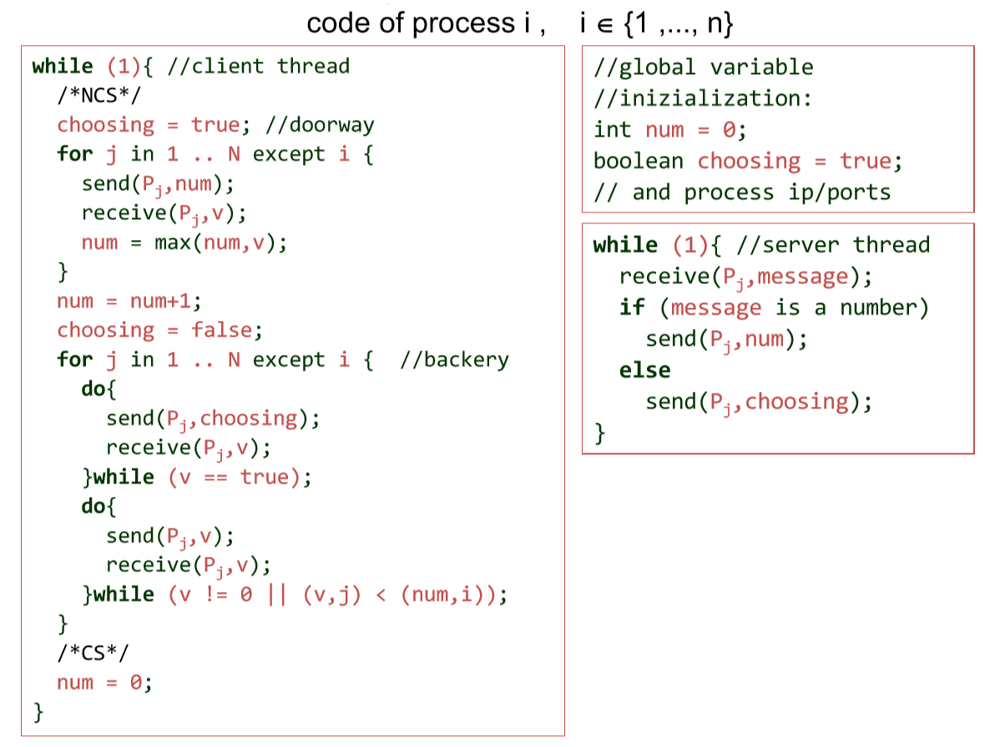 code of process i ,    i ∈ {1 ,..., n}
while (1){ //client thread
  /*NCS*/
  choosing = true; //doorway
  for j in 1 .. N except i {
    send(Pj,num);
    receive(Pj,v);
    num = max(num,v);
  }
  num = num+1;
  choosing = false;
  for j in 1 .. N except i {  //backery
    do{
      send(Pj,choosing);
      receive(Pj,v);
    }while (v == true);
    do{
      send(Pj,v);
      receive(Pj,v);
    }while (v != 0 || (v,j) < (num,i));
  }
  /*CS*/
  num = 0;
}
//global variable
//inizialization:
int num = 0;
boolean choosing = true;
// and process ip/ports
while (1){ //server thread
  receive(Pj,message);
  if (message is a number)
    send(Pj,num);
  else
    send(Pj,choosing);
}